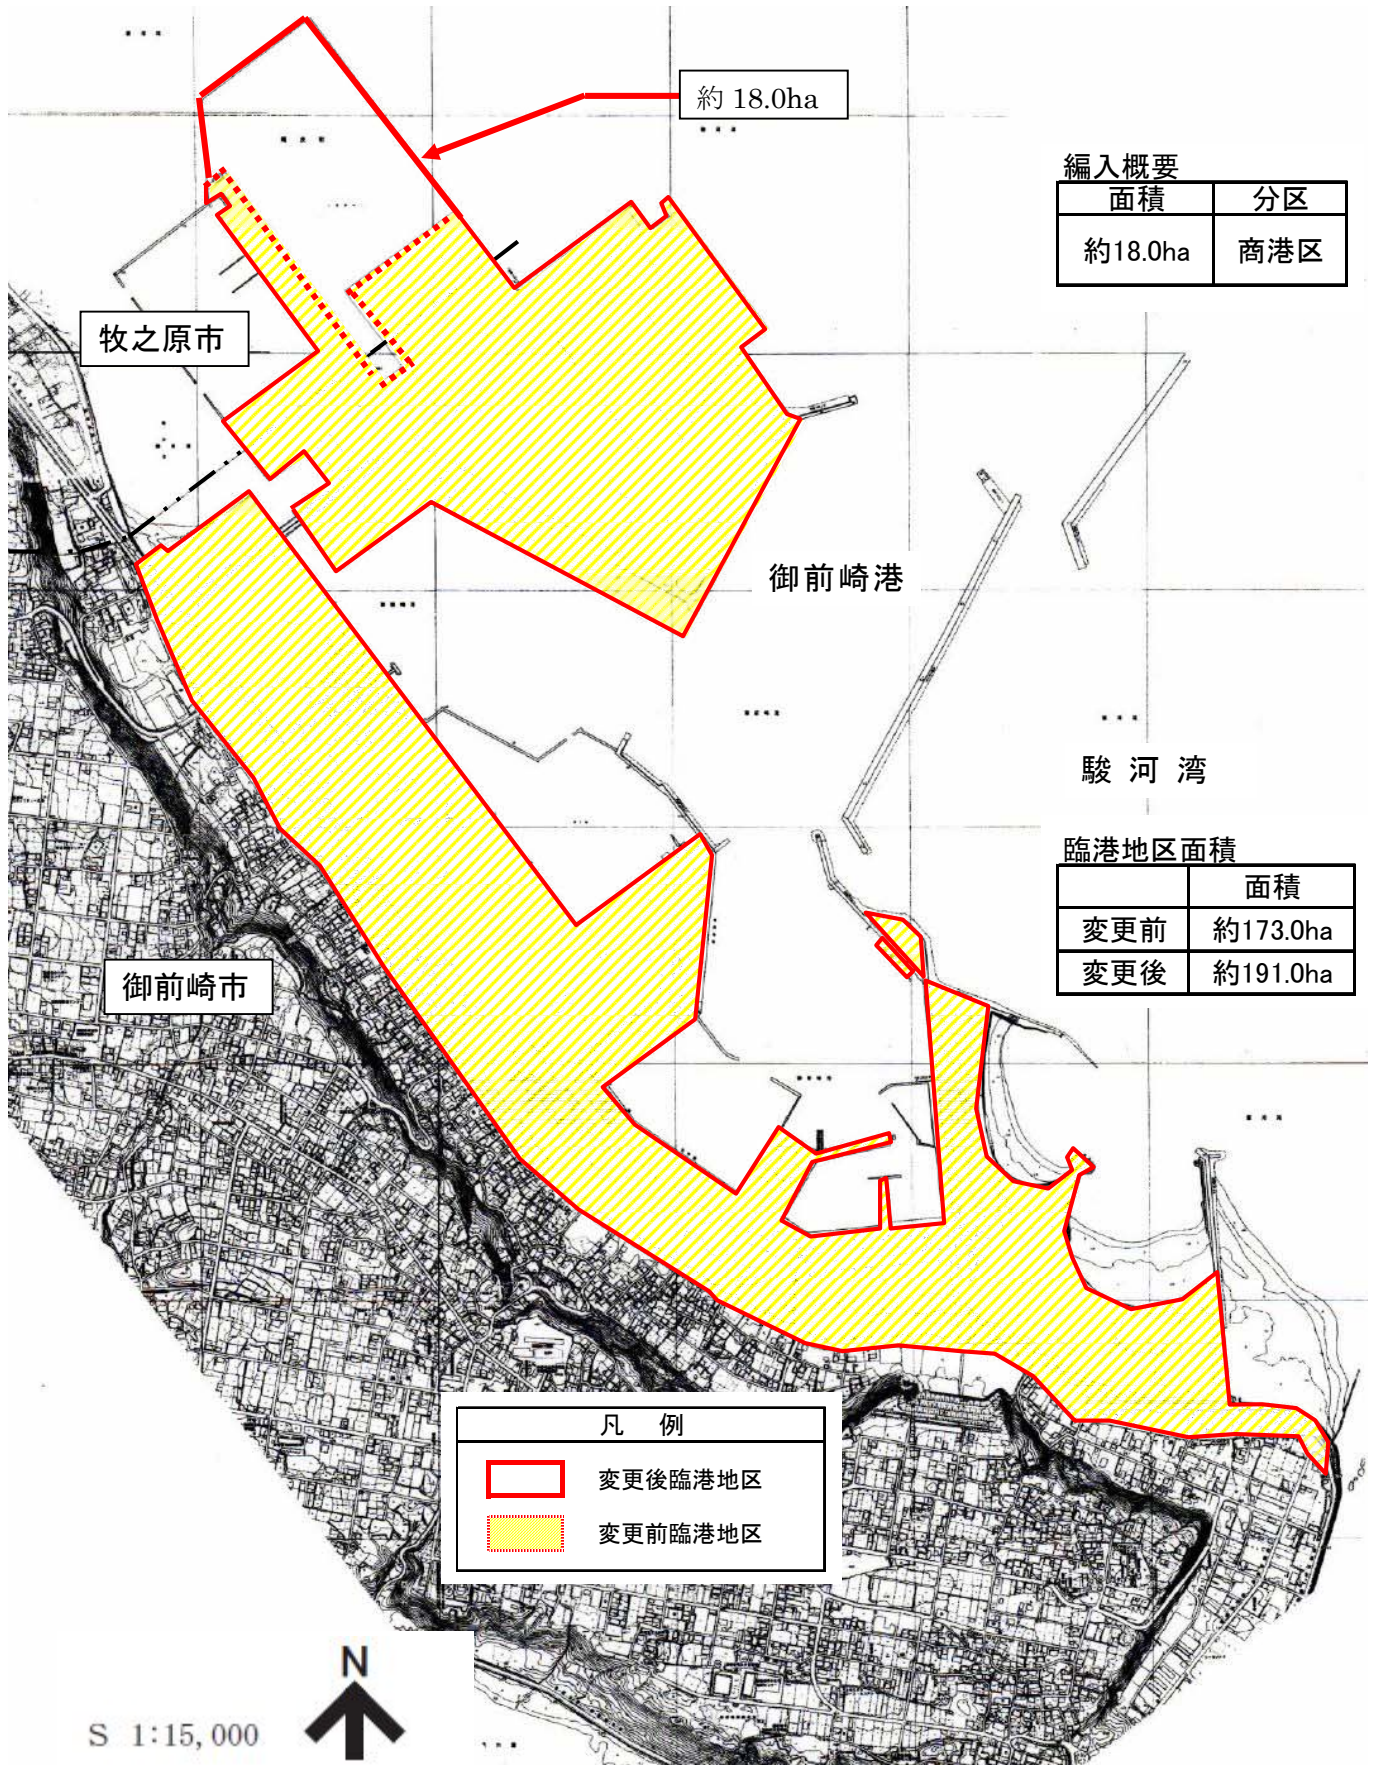 約 18.0ha
編入概要
面積 分区
約18.0ha 商港区
牧之原市
御前崎港
駿 河 湾
臨港地区面積
面積
変更前 約173.0ha
変更後 約191.0ha
御前崎市
凡 例
変更後臨港地区
変更前臨港地区
N
S 1:15,000